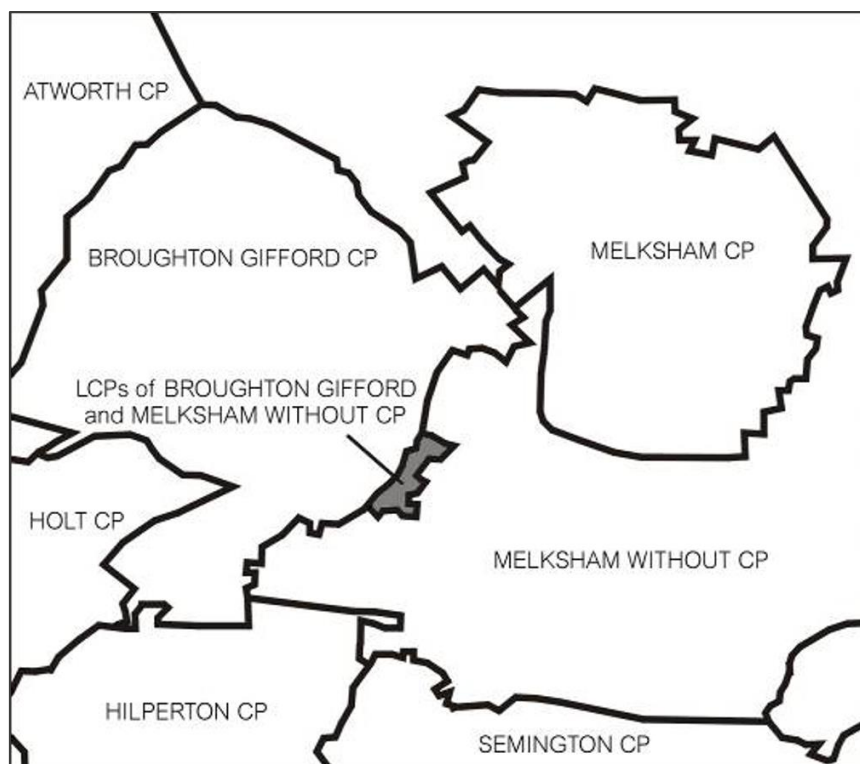 ATWORTH CP
BROUGHTON GIFFORD CP
MELKSHAM CP
LCPs of BROUGHTON GIFFORD
and MELKSHAM WITHOUT CP
HOLT CP
MELKSHAM WITHOUT CP
HILPERTON CP
SEMINGTON CP